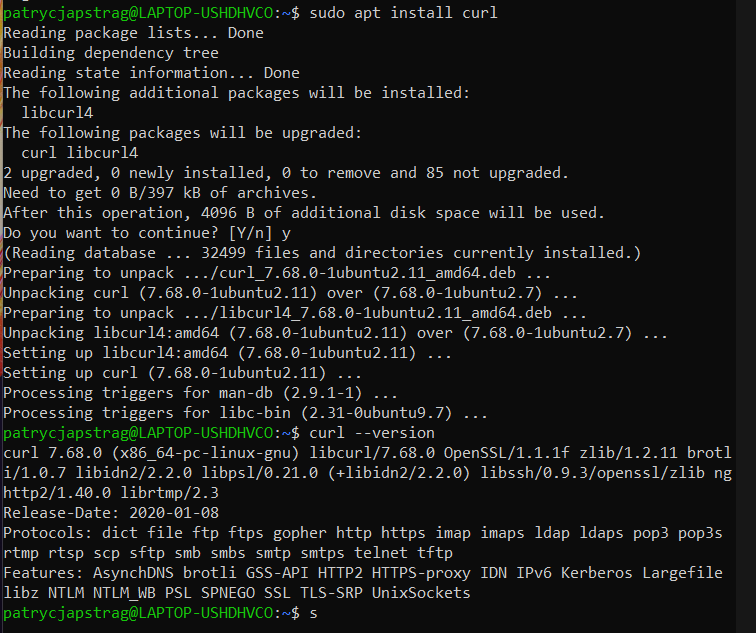 patrycjapstrag@LAPTOP-USHDHVCO:~$ sudo apt install curl
Reading package lists... Done
Building dependency tree
Reading state information... Done
The following additional packages will be installed:
  libcurl4
The following packages will be upgraded:
  curl libcurl4
2 upgraded, 0 newly installed, 0 to remove and 85 not upgraded.
Need to get 0 B/397 kB of archives.
After this operation, 4096 B of additional disk space will be used.
Do you want to continue? [Y/n] y
(Reading database ... 32499 files and directories currently installed.)
Preparing to unpack .../curl_7.68.0-1ubuntu2.11_amd64.deb ...
Unpacking curl (7.68.0-1ubuntu2.11) over (7.68.0-1ubuntu2.7) ...
Preparing to unpack .../libcurl4_7.68.0-1ubuntu2.11_amd64.deb ...
Unpacking libcurl4:amd64 (7.68.0-1ubuntu2.11) over (7.68.0-1ubuntu2.7) ...
Setting up libcurl4:amd64 (7.68.0-1ubuntu2.11) ...
Setting up curl (7.68.0-1ubuntu2.11) ...
Processing triggers for man-db (2.9.1-1) ...
Processing triggers for libc-bin (2.31-0ubuntu9.7) ...
patrycjapstrag@LAPTOP-USHDHVCO:~$ curl --version
curl 7.68.0 (x86_64-pc-linux-gnu) libcurl/7.68.0 OpenSSL/1.1.1f zlib/1.2.11 brotl
i/1.0.7 libidn2/2.2.0 libpsl/0.21.0 (+libidn2/2.2.0) libssh/0.9.3/openssl/zlib ng
http2/1.40.0 librtmp/2.3
Release-Date: 2020-01-08
Protocols: dict file ftp ftps gopher http https imap imaps ldap ldaps pop3 pop3s
rtmp rtsp scp sftp smb smbs smtp smtps telnet tftp
Features: AsynchDNS brotli GSS-API HTTP2 HTTPS-proxy IDN IPv6 Kerberos Largefile
libz NTLM NTLM_WB PSL SPNEGO SSL TLS-SRP UnixSockets
patrycjapstrag@LAPTOP-USHDHVCO:~$ s